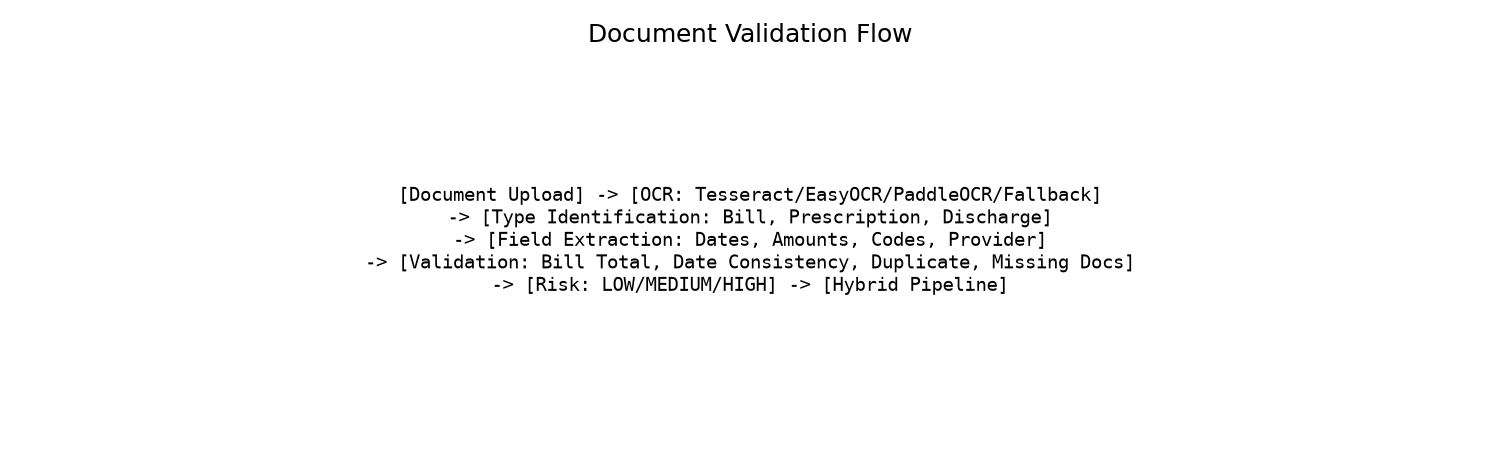 Document Validation Flow
[Document Upload] -> [OCR: Tesseract/EasyOCR/PaddleOCR/Fallback]
-> [Type Identification: Bill, Prescription, Discharge]
-> [Field Extraction: Dates, Amounts, Codes, Provider]
-> [Validation: Bill Total, Date Consistency, Duplicate, Missing Docs]
-> [Risk: LOW/MEDIUM/HIGH] -> [Hybrid Pipeline]